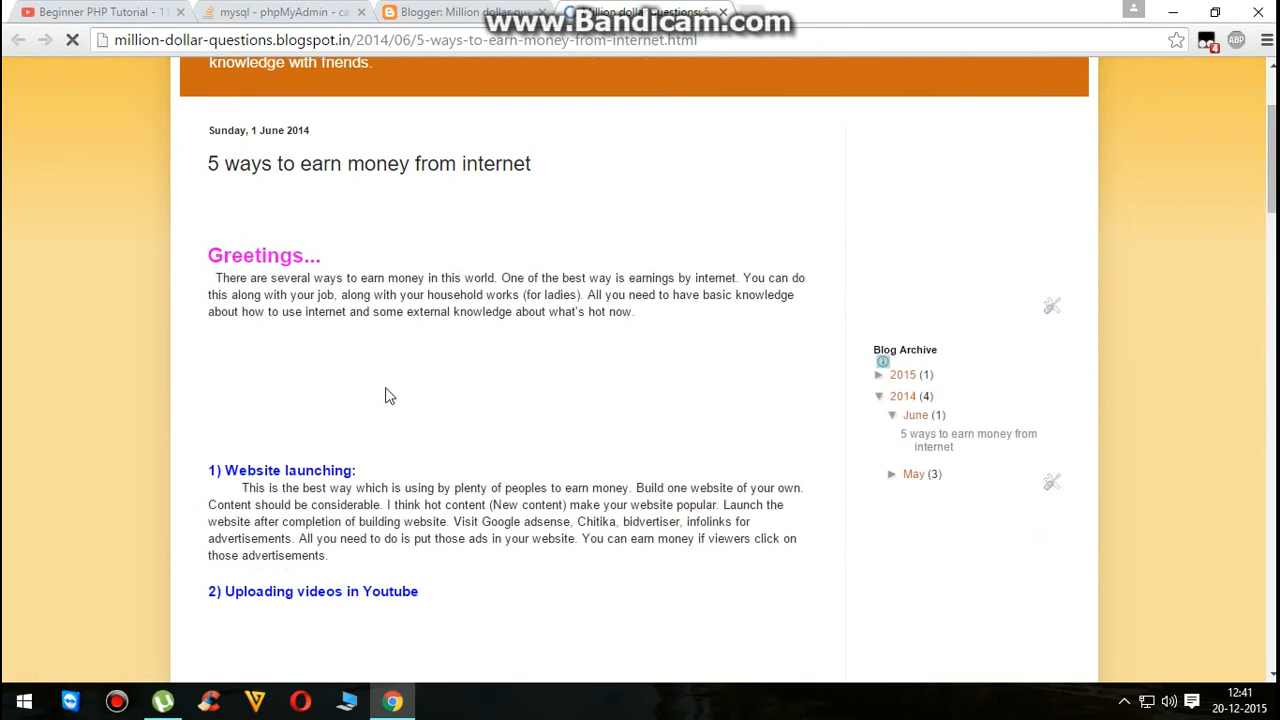 Beginner PHP Tutorial - 11
mysql - phpMyAdmin - ca
Blogger: Million dollar que
Million dollar Questions: 5
www.Bandicam.com
million-dollar-questions.blogspot.in/2014/06/5-ways-to-earn-money-from-internet.html
4
ABP
knowledge with friends.
Sunday, 1 June 2014
5 ways to earn money from internet
Greetings...
There are several ways to earn money in this world. One of the best way is earnings by internet. You can do
this along with your job, along with your household works (for ladies). All you need to have basic knowledge
about how to use internet and some external knowledge about what's hot now.
Blog Archive
► 2015 (1)
▼ 2014 (4)
▼ June (1)
5 ways to earn money from
internet
► May (3)
1) Website launching:
This is the best way which is using by plenty of peoples to earn money. Build one website of your own.
Content should be considerable. I think hot content (New content) make your website popular. Launch the
website after completion of building website. Visit Google adsense, Chitika, bidvertiser, infolinks for
advertisements. All you need to do is put those ads in your website. You can earn money if viewers click on
those advertisements.
2) Uploading videos in Youtube
12:41
20-12-2015